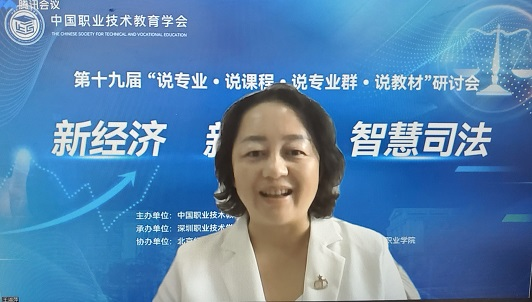 腾讯会议
中国职业技术教育学会
THE CHINESE SOCIETY FOR TECHNICAL AND VOCATIONAL EDUCATION
第十九届“说专业·说课程·说专业群·说教材”研讨会
新经济 智慧司法
主办单位：中国职业技术
承办单位：深圳职业技术
协办单位：北京 职业学院